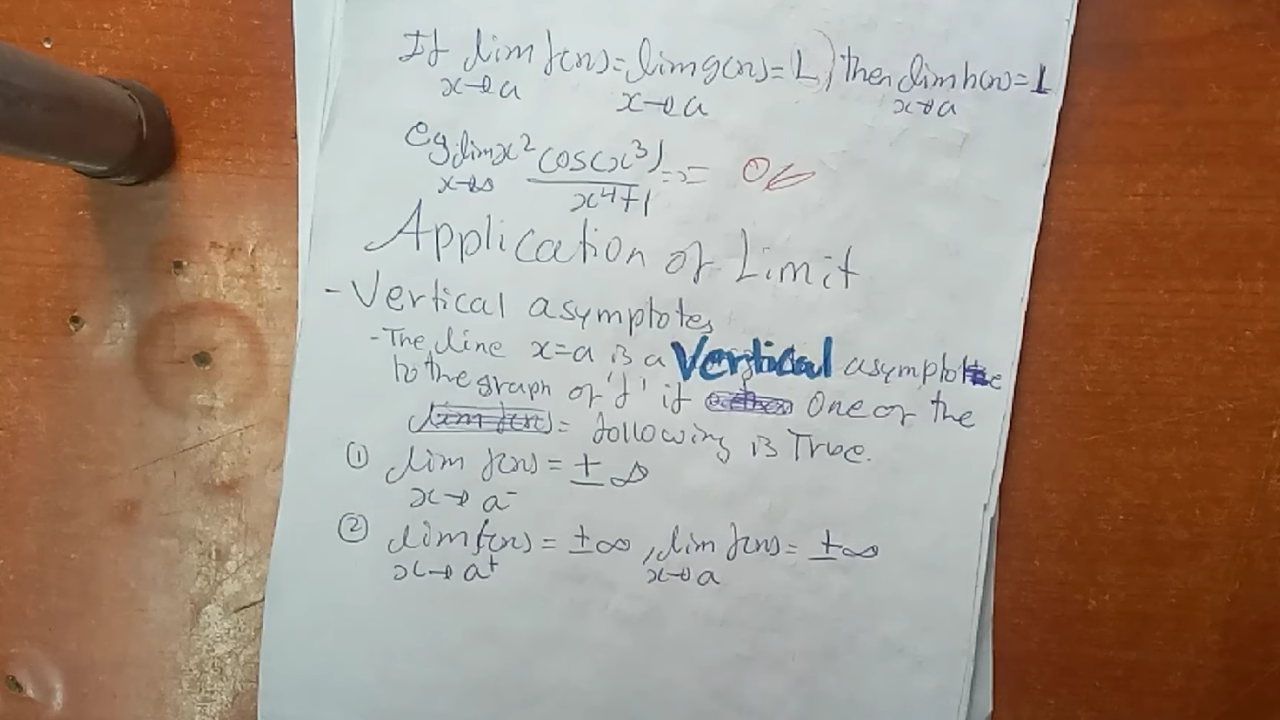 If lim f(x) = lim g(x) = L, then lim h(x) = L
x→a x→a x→a
eg lim x² cos(x³) = 0
x→∞ x⁴+1
Application of Limit
- Vertical asymptotes
- The line x=a is a Vertical asymptote
to the graph of 'f' if One of the
lim f(x) = following is True.
① lim f(x) = ± ∞
x→a⁻
② lim f(x) = ±∞, lim f(x) = ±∞
x→a⁺ x→a